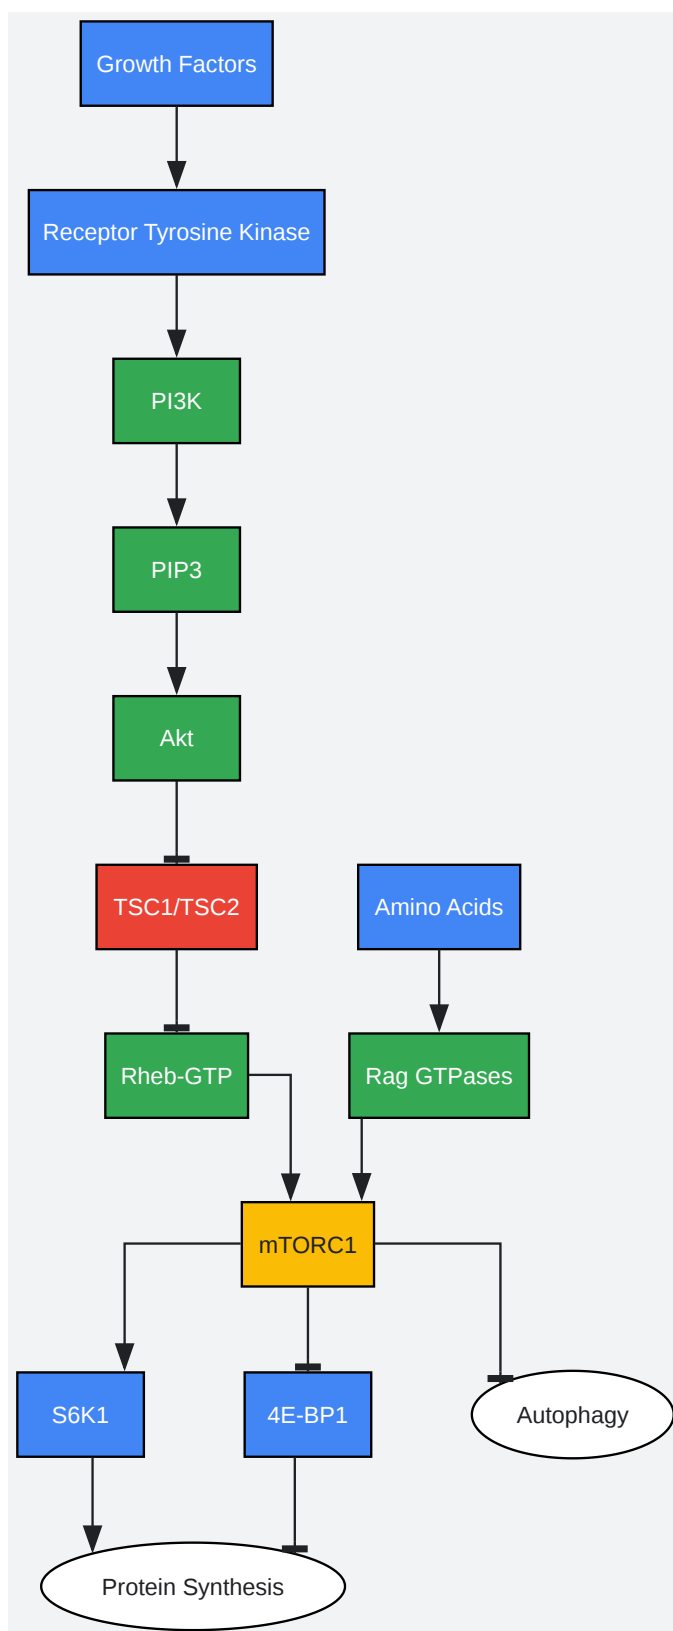 Growth Factors
Receptor Tyrosine Kinase
PI3K
PIP3
Akt
TSC1/TSC2
Amino Acids
Rheb-GTP
Rag GTPases
mTORC1
S6K1
4E-BP1
Autophagy
Protein Synthesis